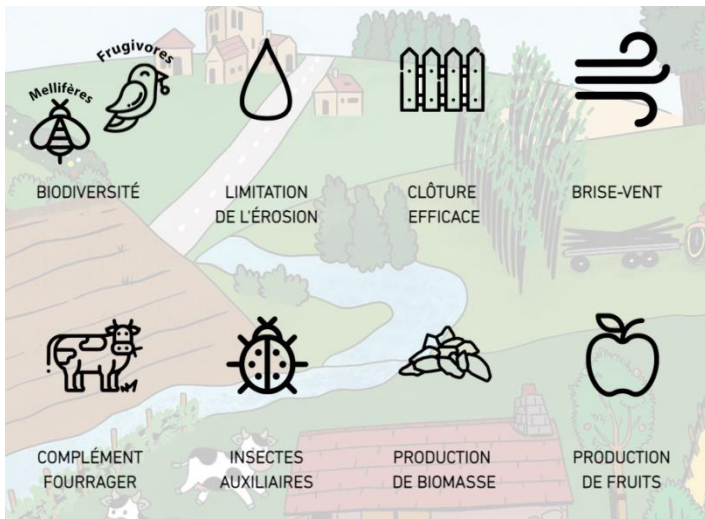 Mellifères
Frugivores
BIODIVERSITÉ
LIMITATION
DE L'ÉROSION
CLÔTURE
EFFICACE
BRISE-VENT
COMPLÉMENT
FOURRAGER
INSECTES
AUXILIAIRES
PRODUCTION
DE BIOMASSE
PRODUCTION
DE FRUITS